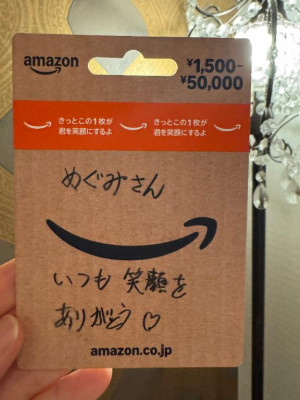 amazon
¥1,500-
¥50,000
きっとこの1枚が
君を笑顔にするよ
きっとこの1枚が
君を笑顔にするよ
めぐみさん
いつも 笑顔を
ありがとう♡
amazon.co.jp